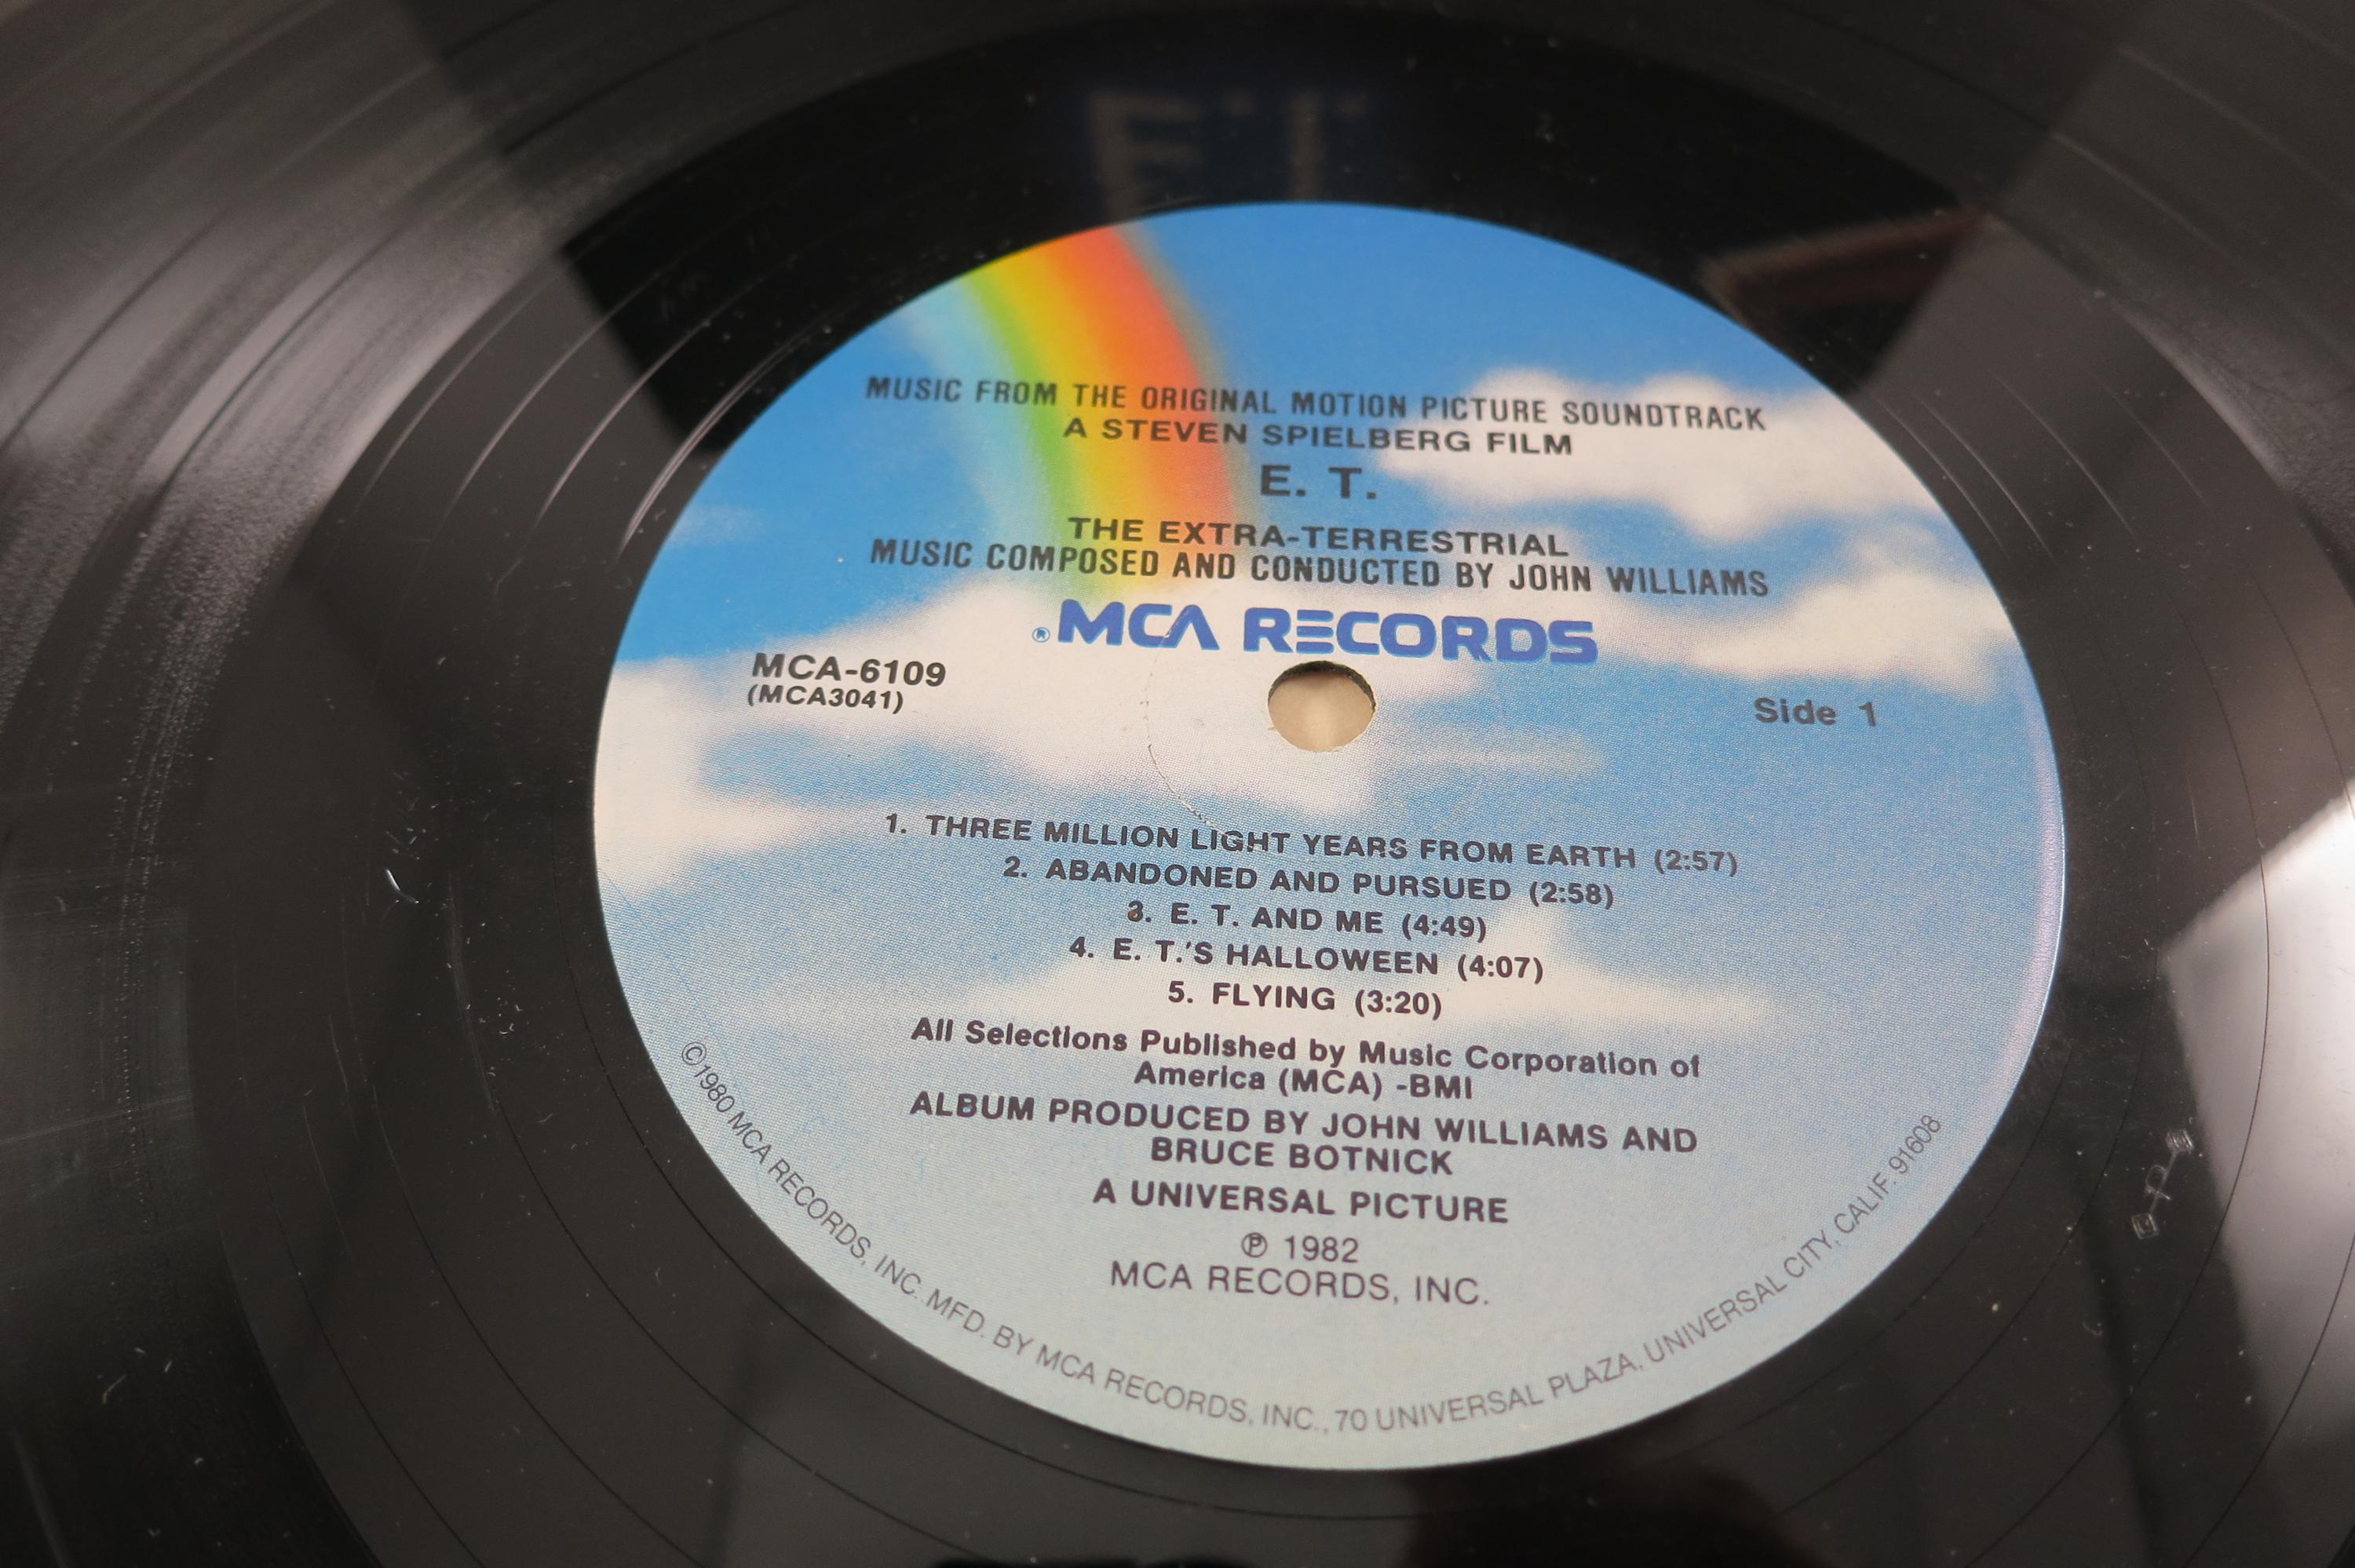 MUSIC FROM THE ORIGINAL MOTION PICTURE SOUNDTRACK
A STEVEN SPIELBERG FILM
E. T.
THE EXTRA-TERRESTRIAL
MUSIC COMPOSED AND CONDUCTED BY JOHN WILLIAMS
®MCA RECORDS
MCA-6109
(MCA3041)
Side 1
1. THREE MILLION LIGHT YEARS FROM EARTH (2:57)
2. ABANDONED AND PURSUED (2:58)
3. E. T. AND ME (4:49)
4. E. T.'S HALLOWEEN (4:07)
5. FLYING (3:20)
All Selections Published by Music Corporation of
America (MCA) -BMI
ALBUM PRODUCED BY JOHN WILLIAMS AND
BRUCE BOTNICK
A UNIVERSAL PICTURE
℗ 1982
MCA RECORDS, INC.
©1980 MCA RECORDS, INC. MFD. BY MCA RECORDS, INC., 70 UNIVERSAL PLAZA, UNIVERSAL CITY, CALIF. 91608